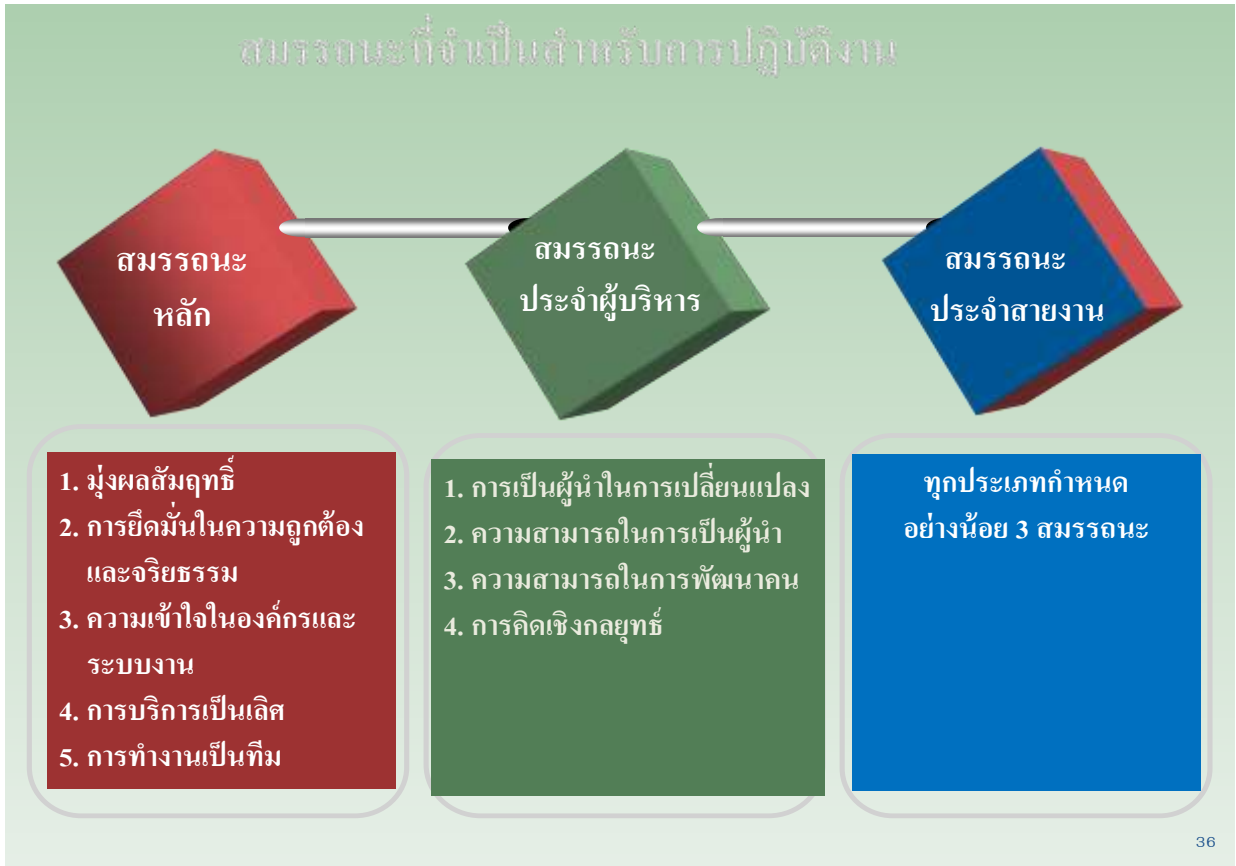 สมรรถนะที่จำเป็นสำหรับการปฏิบัติงาน
สมรรถนะ
หลัก
สมรรถนะ
ประจำผู้บริหาร
สมรรถนะ
ประจำสายงาน
1. มุ่งผลสัมฤทธิ์
2. การยึดมั่นในความถูกต้อง
และจริยธรรม
3. ความเข้าใจในองค์กรและ
ระบบงาน
4. การบริการเป็นเลิศ
5. การทำงานเป็นทีม
1. การเป็นผู้นำในการเปลี่ยนแปลง
2. ความสามารถในการเป็นผู้นำ
3. ความสามารถในการพัฒนาคน
4. การคิดเชิงกลยุทธ์
ทุกประเภทกำหนด
อย่างน้อย 3 สมรรถนะ
36